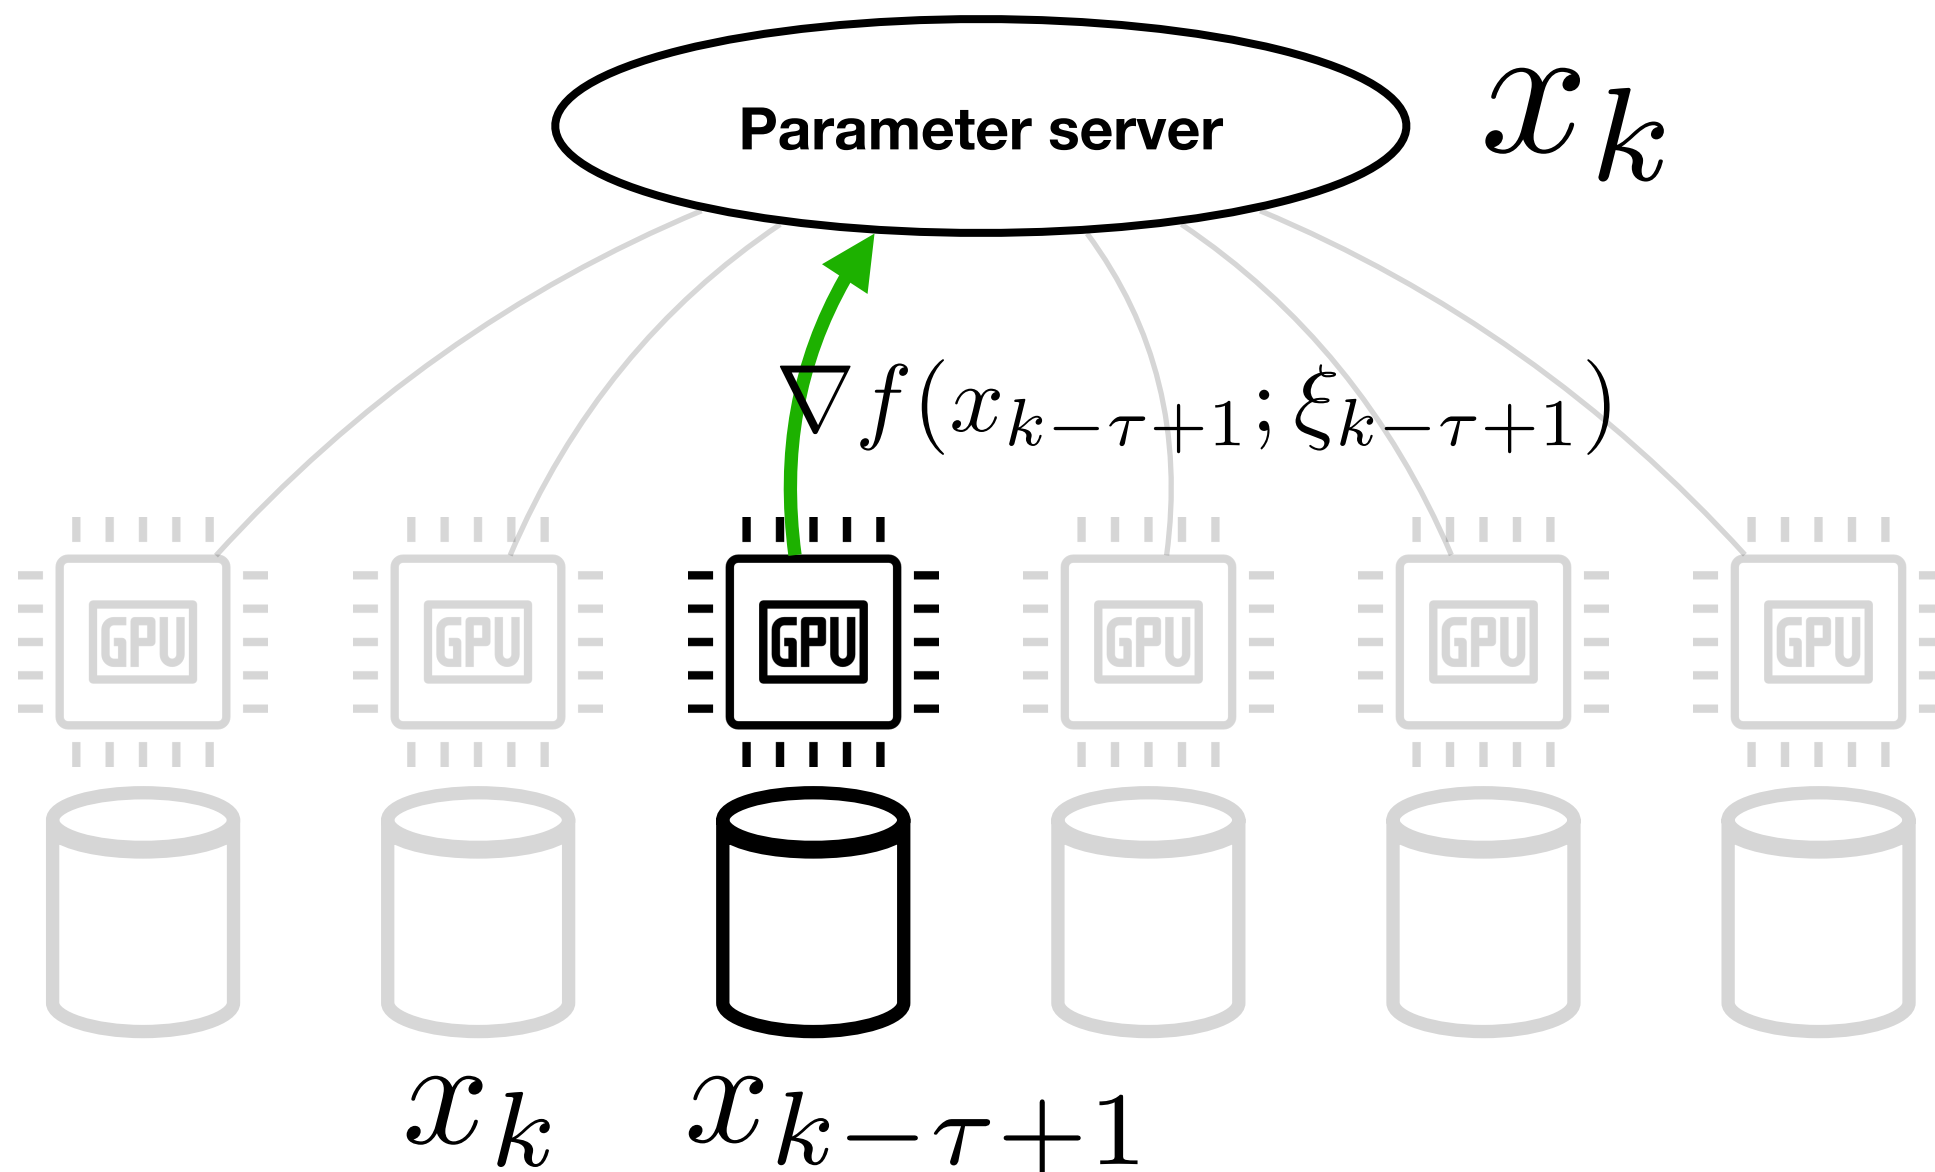 Parameter server x_k
∇f(x_{k−τ+1}; ξ_{k−τ+1})
GPU GPU GPU GPU GPU GPU
x_k x_{k−τ+1}